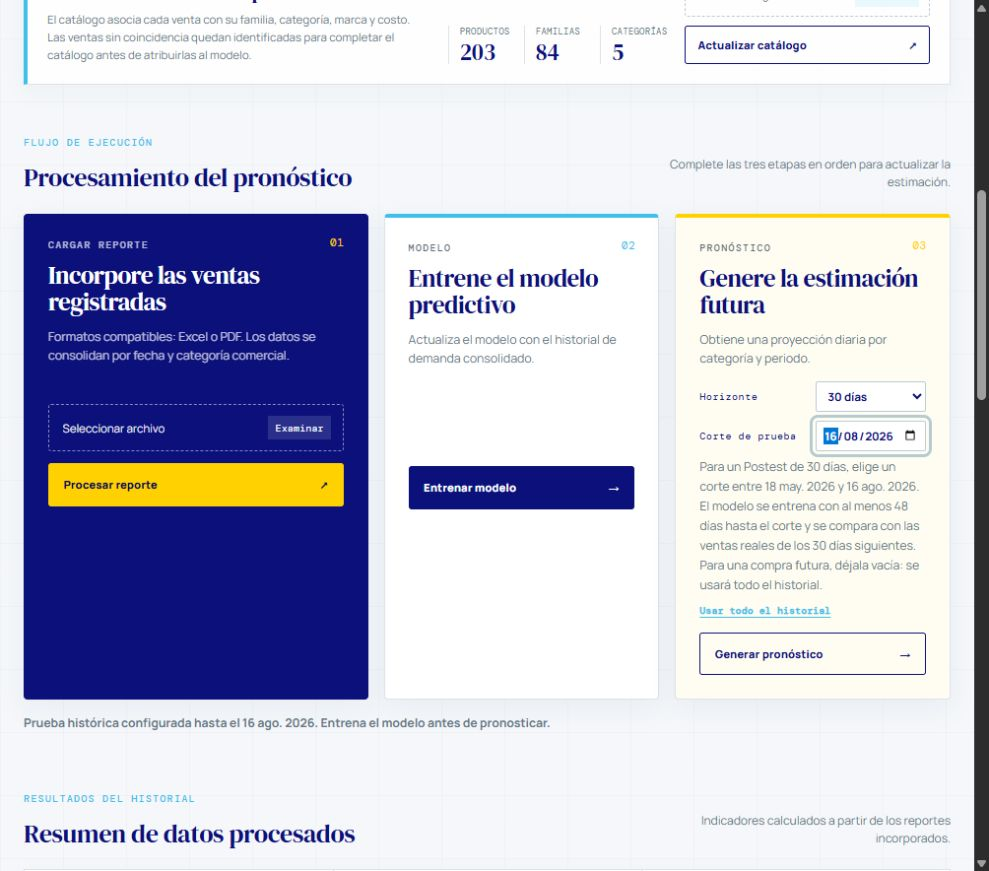 El catálogo asocia cada venta con su familia, categoría, marca y costo.
Las ventas sin coincidencia quedan identificadas para completar el
catálogo antes de atribuirlas al modelo.
PRODUCTOS
203
FAMILIAS
84
CATEGORÍAS
5
Actualizar catálogo ↗
FLUJO DE EJECUCIÓN
Procesamiento del pronóstico
Complete las tres etapas en orden para actualizar la
estimación.
CARGAR REPORTE
01
Incorpore las ventas
registradas
Formatos compatibles: Excel o PDF. Los datos se
consolidan por fecha y categoría comercial.
Seleccionar archivo
Examinar
Procesar reporte ↗
MODELO
02
Entrene el modelo
predictivo
Actualiza el modelo con el historial de
demanda consolidado.
Entrenar modelo →
PRONÓSTICO
03
Genere la estimación
futura
Obtiene una proyección diaria por
categoría y periodo.
Horizonte
30 días
Corte de prueba
16/08/2026
Para un Postest de 30 días, elige un
corte entre 18 may. 2026 y 16 ago. 2026.
El modelo se entrena con al menos 48
días hasta el corte y se compara con las
ventas reales de los 30 días siguientes.
Para una compra futura, déjala vacía: se
usará todo el historial.
Usar todo el historial
Generar pronóstico →
Prueba histórica configurada hasta el 16 ago. 2026. Entrena el modelo antes de pronosticar.
RESULTADOS DEL HISTORIAL
Resumen de datos procesados
Indicadores calculados a partir de los reportes
incorporados.